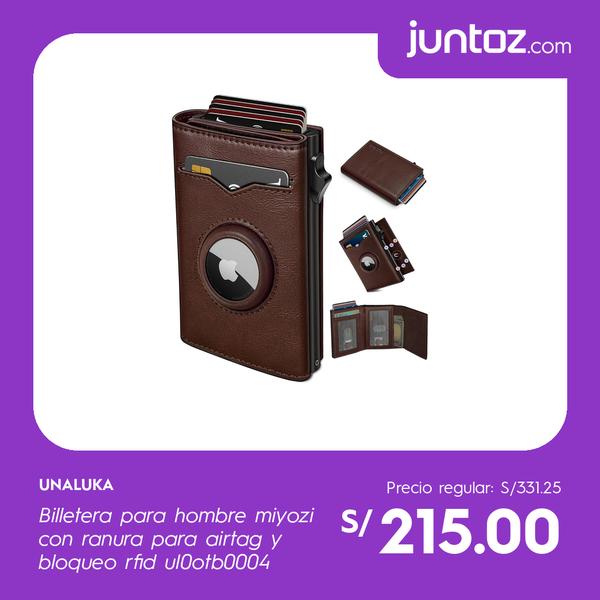 juntoz.com
UNALUKA
Billetera para hombre miyozi
con ranura para airtag y
bloqueo rfid ul0otb0004
Precio regular: S/331.25
S/215.00